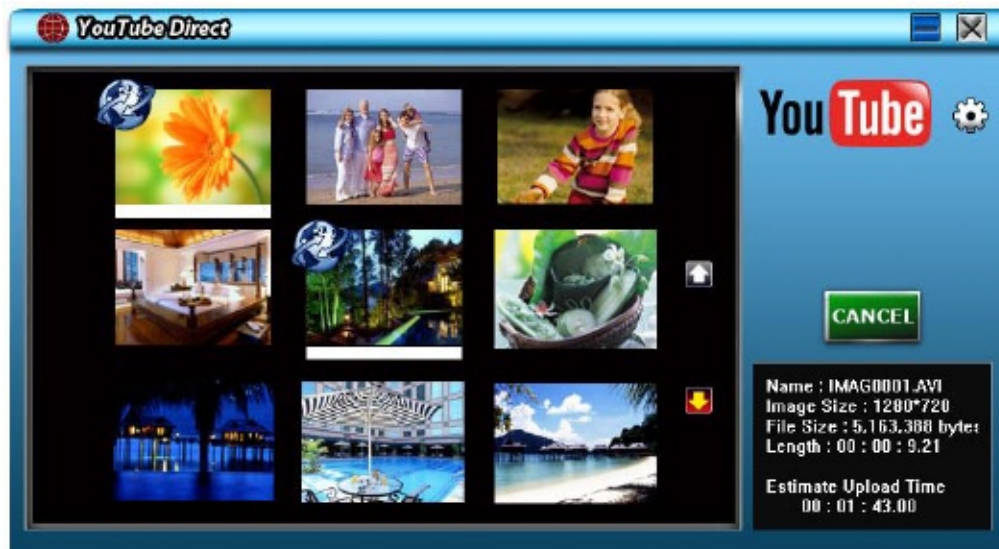 YouTube Direct
YouTube
CANCEL
Name : IMAG0001.AVI
Image Size : 1280*720
File Size : 5,163,388 bytes
Length : 00 : 00 : 9.21
Estimate Upload Time
00 : 01 : 43.00